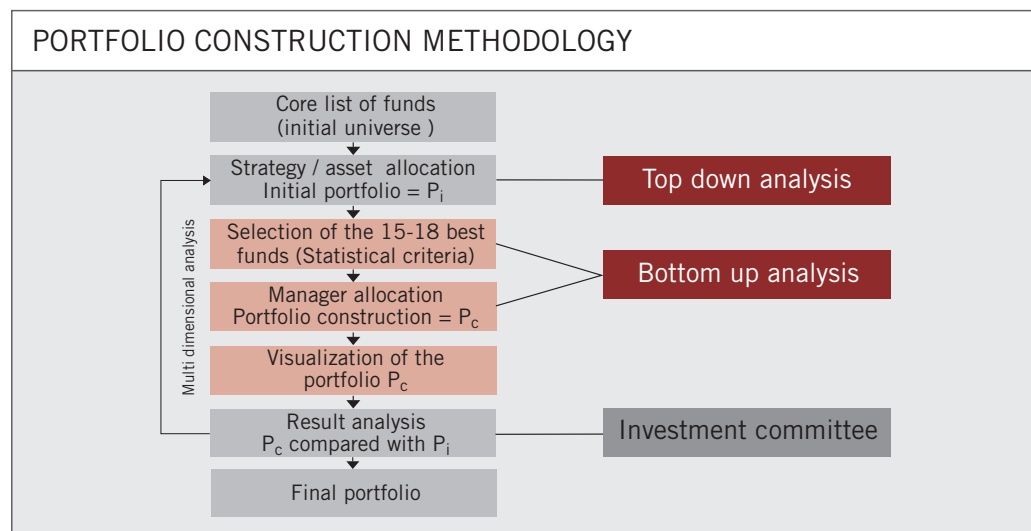 PORTFOLIO CONSTRUCTION METHODOLOGY
Core list of funds
(initial universe )
Strategy / asset allocation
Initial portfolio = Pi
Top down analysis
Selection of the 15-18 best
funds (Statistical criteria)
Bottom up analysis
Manager allocation
Portfolio construction = Pc
Multi dimensional analysis
Visualization of the
portfolio Pc
Result analysis
Pc compared with Pi
Investment committee
Final portfolio